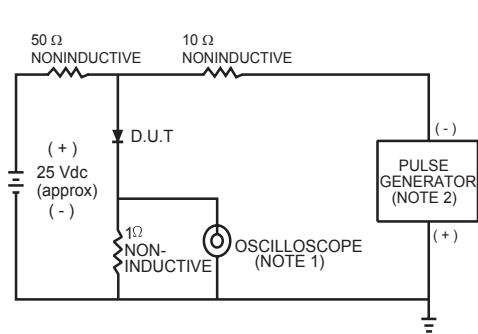 50 Ω
NONINDUCTIVE
10 Ω
NONINDUCTIVE
D.U.T
( + )
25 Vdc
(approx)
( - )
( - )
PULSE
GENERATOR
(NOTE 2)
( + )
1Ω
NON-
INDUCTIVE
OSCILLOSCOPE
(NOTE 1)